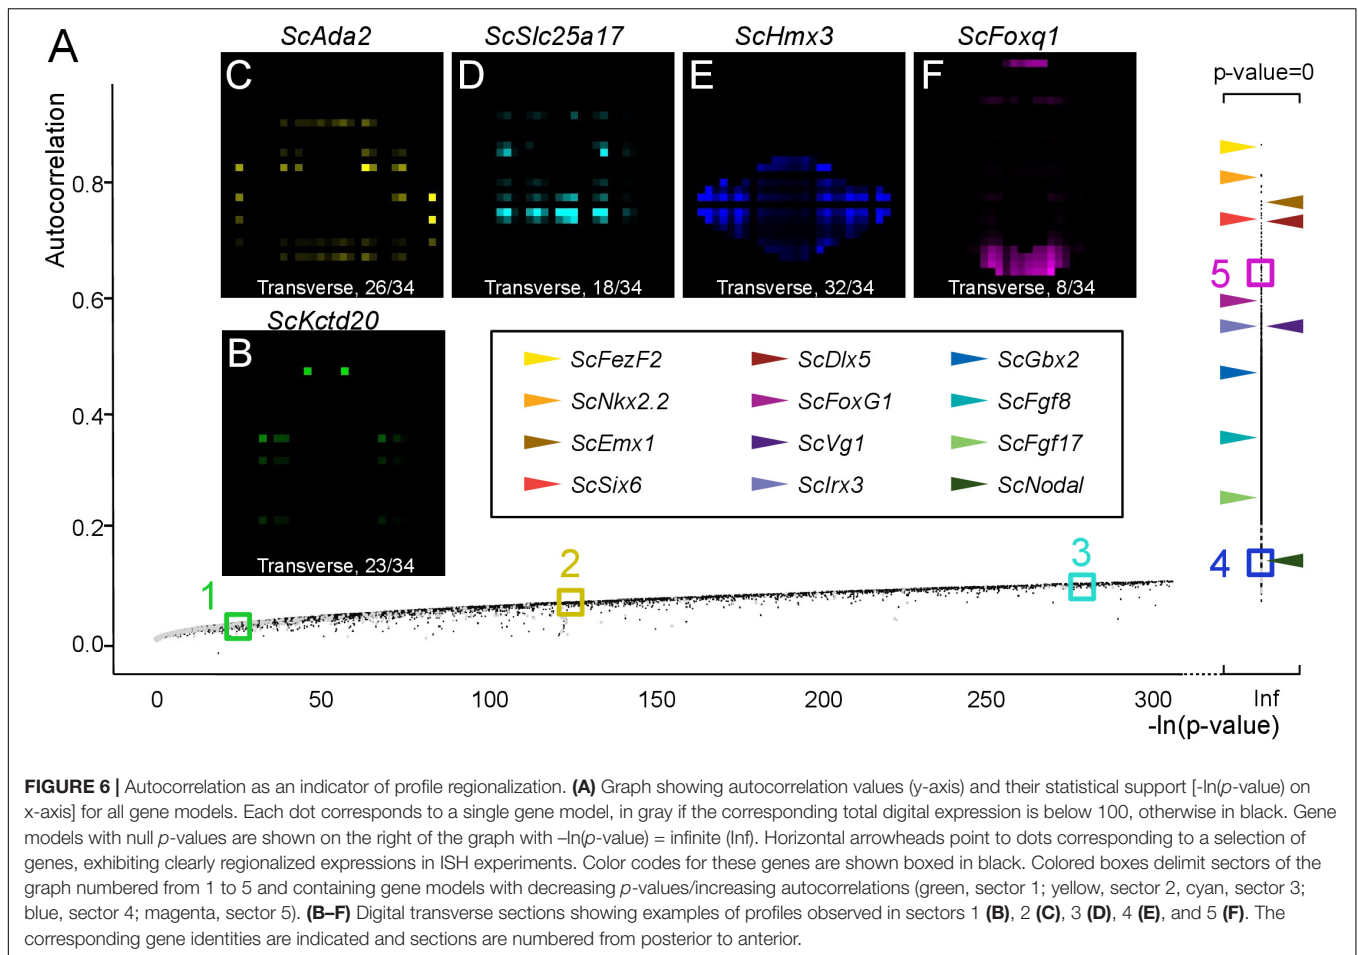 A
ScAda2
ScSlc25a17
ScHmx3
ScFoxq1
C
D
E
F
p-value=0
Autocorrelation
0.8
0.6
0.4
0.2
0.0
Transverse, 26/34
Transverse, 18/34
Transverse, 32/34
Transverse, 8/34
ScKctd20
B
Transverse, 23/34
ScFezF2
ScDlx5
ScGbx2
ScNkx2.2
ScFoxG1
ScFgf8
ScEmx1
ScVg1
ScFgf17
ScSix6
ScIrx3
ScNodal
1
2
3
4
5
0
50
100
150
200
250
300
Inf
-ln(p-value)
FIGURE 6 | Autocorrelation as an indicator of profile regionalization. (A) Graph showing autocorrelation values (y-axis) and their statistical support [-ln(p-value) on
x-axis] for all gene models. Each dot corresponds to a single gene model, in gray if the corresponding total digital expression is below 100, otherwise in black. Gene
models with null p-values are shown on the right of the graph with –ln(p-value) = infinite (Inf). Horizontal arrowheads point to dots corresponding to a selection of
genes, exhibiting clearly regionalized expressions in ISH experiments. Color codes for these genes are shown boxed in black. Colored boxes delimit sectors of the
graph numbered from 1 to 5 and containing gene models with decreasing p-values/increasing autocorrelations (green, sector 1; yellow, sector 2, cyan, sector 3;
blue, sector 4; magenta, sector 5). (B–F) Digital transverse sections showing examples of profiles observed in sectors 1 (B), 2 (C), 3 (D), 4 (E), and 5 (F). The
corresponding gene identities are indicated and sections are numbered from posterior to anterior.